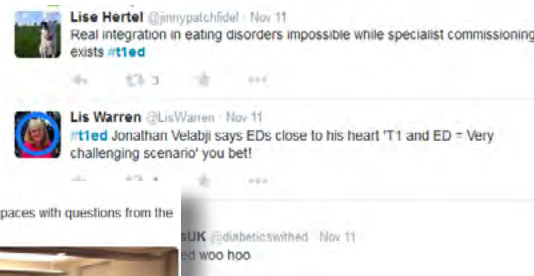 Lise Hertel @jinnypatchfidel · Nov 11
Real integration in eating disorders impossible while specialist commissioning
exists #t1ed
3
Lis Warren @LisWarren · Nov 11
#t1ed Jonathan Velabji says EDs close to his heart 'T1 and ED = Very
challenging scenario' you bet!
paces with questions from the
sUK @diabeticswithed Nov 11
ed woo hoo